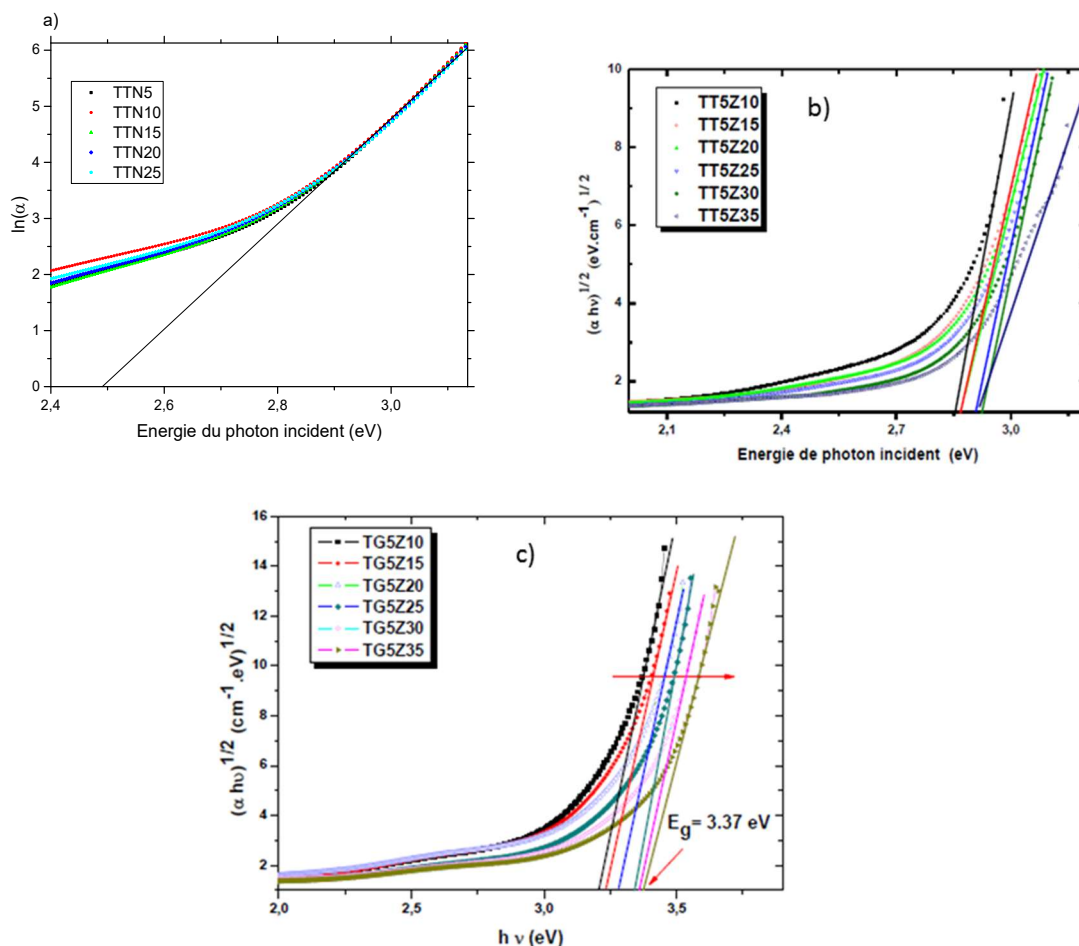 a)
6
5
4
3
2
1
0
ln(α)
TTN5
TTN10
TTN15
TTN20
TTN25
2,4
2,6
2,8
3,0
Energie du photon incident (eV)
b)
10
8
6
4
2
(α hν)^1/2 (eV.cm^-1)^1/2
TT5Z10
TT5Z15
TT5Z20
TT5Z25
TT5Z30
TT5Z35
2,1
2,4
2,7
3,0
Energie de photon incident (eV)
c)
16
14
12
10
8
6
4
2
(α hυ)^1/2 (cm^-1.eV)^1/2
TG5Z10
TG5Z15
TG5Z20
TG5Z25
TG5Z30
TG5Z35
E_g= 3.37 eV
2,0
2,5
3,0
3,5
h ν (eV)